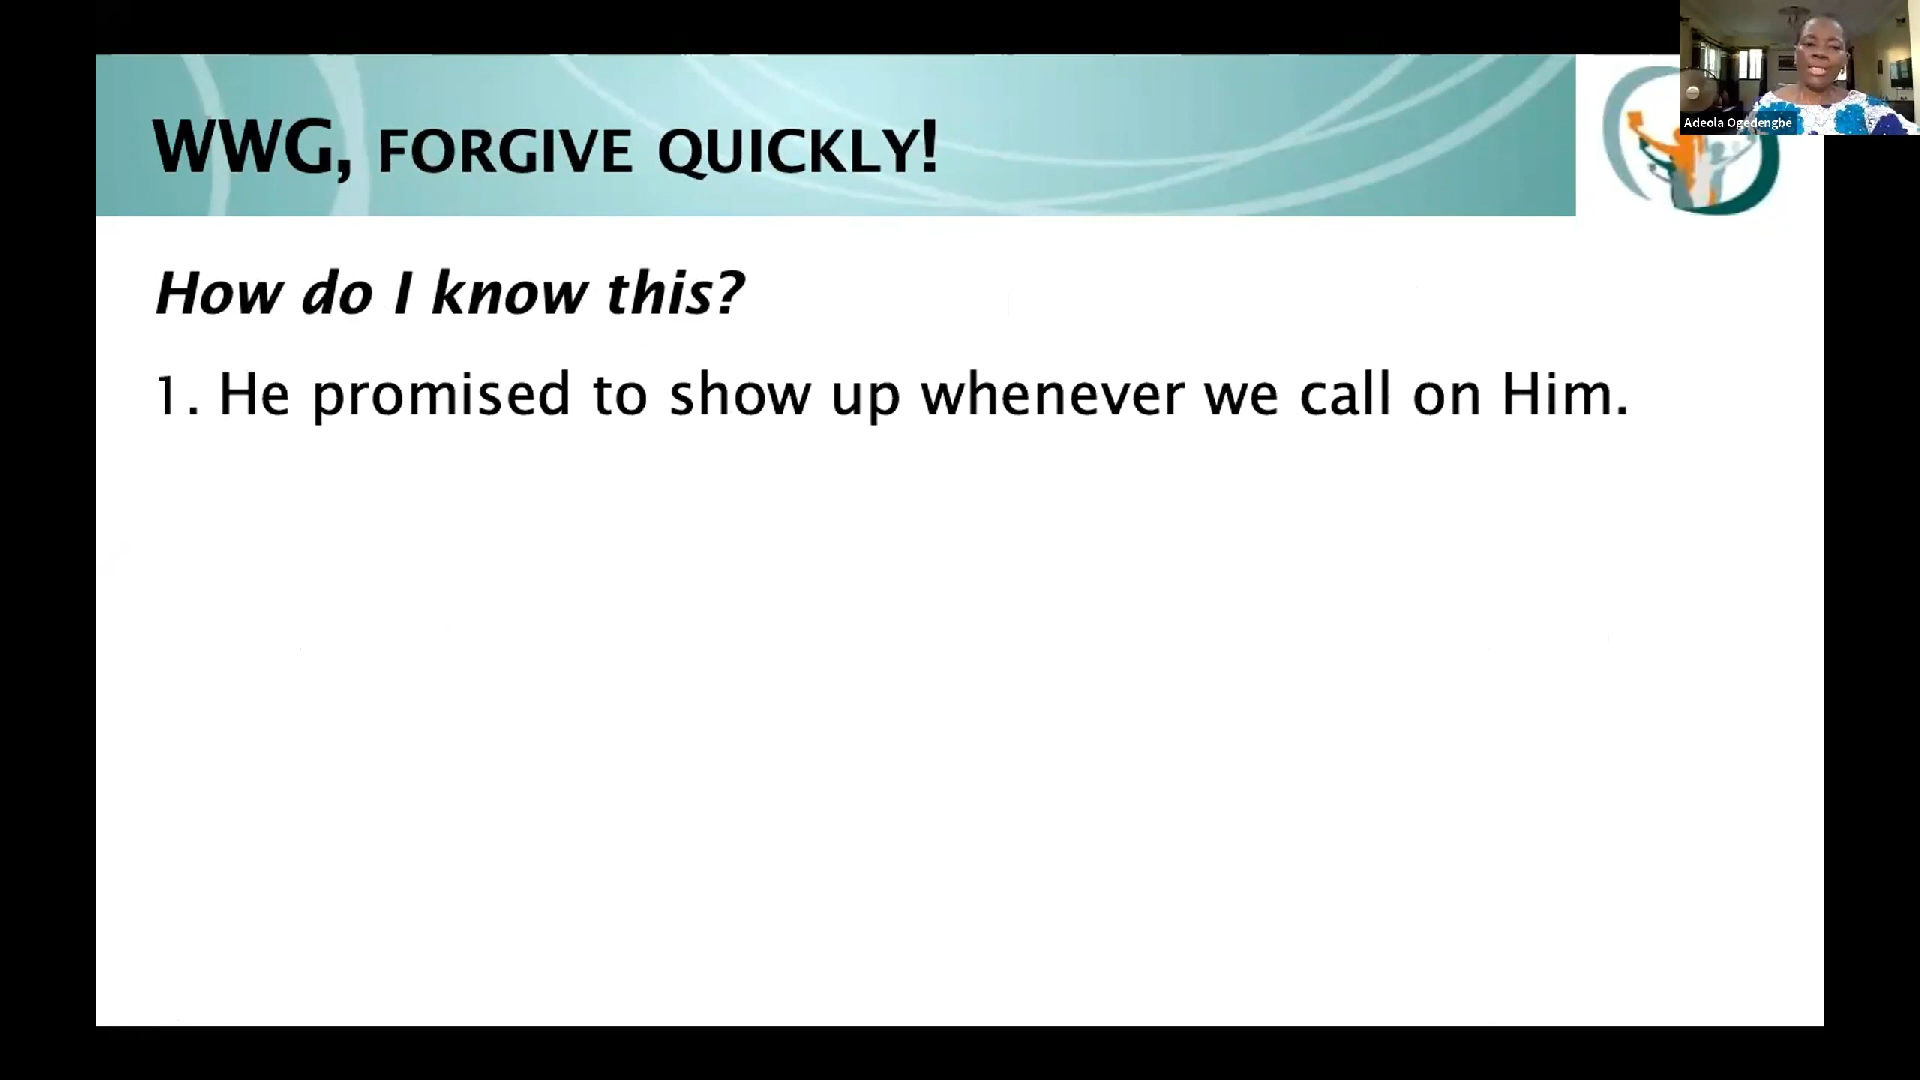 WWG, FORGIVE QUICKLY!
Adeola Ogedengbe
How do I know this?
1. He promised to show up whenever we call on Him.